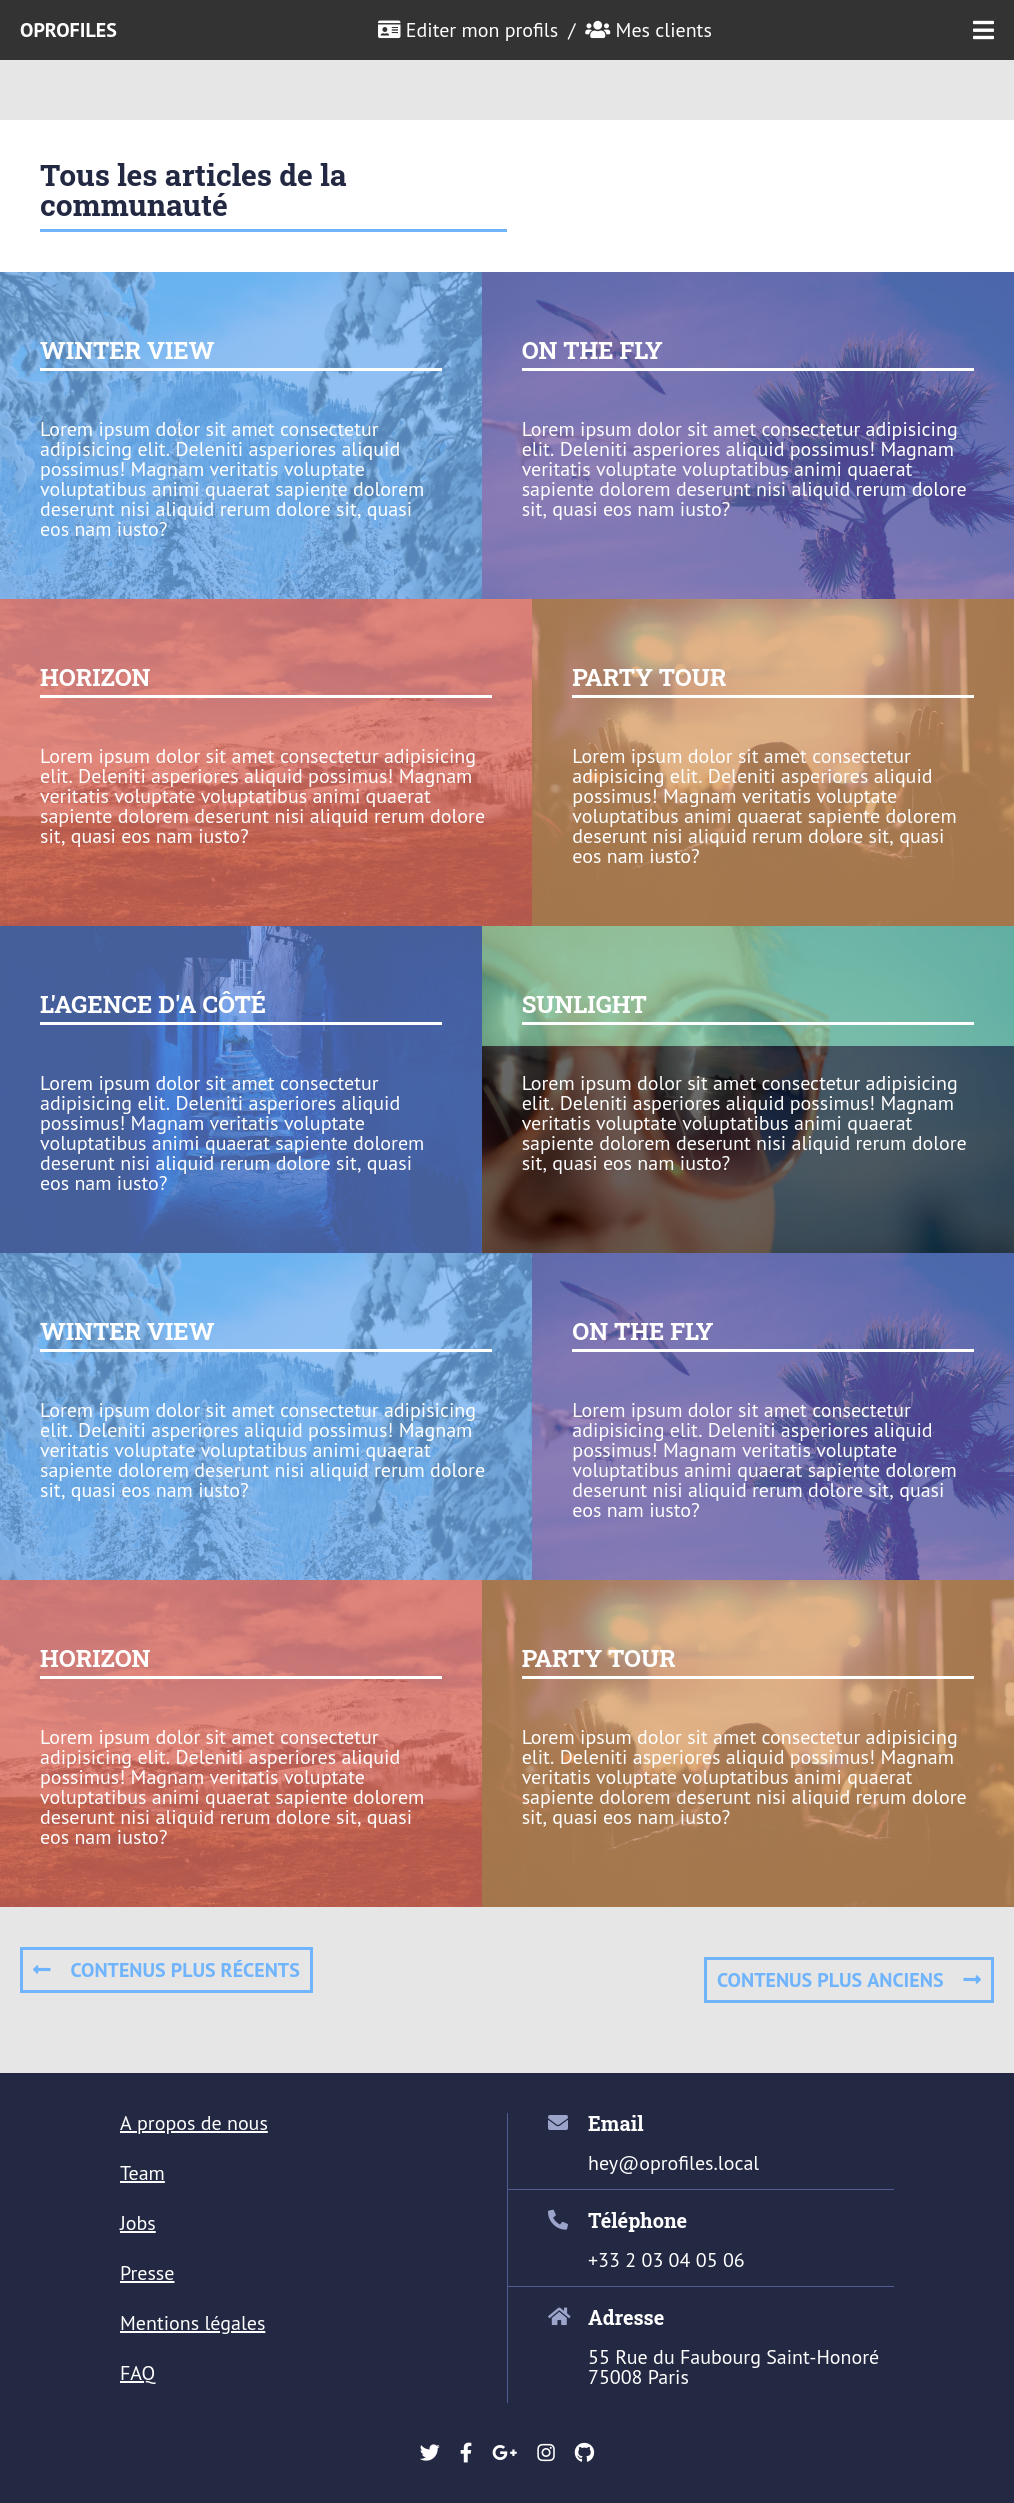 OPROFILES
Editer mon profils / Mes clients
Tous les articles de la
communauté
WINTER VIEW
Lorem ipsum dolor sit amet consectetur
adipisicing elit. Deleniti asperiores aliquid
possimus! Magnam veritatis voluptate
voluptatibus animi quaerat sapiente dolorem
deserunt nisi aliquid rerum dolore sit, quasi
eos nam iusto?
ON THE FLY
Lorem ipsum dolor sit amet consectetur adipisicing
elit. Deleniti asperiores aliquid possimus! Magnam
veritatis voluptate voluptatibus animi quaerat
sapiente dolorem deserunt nisi aliquid rerum dolore
sit, quasi eos nam iusto?
HORIZON
Lorem ipsum dolor sit amet consectetur adipisicing
elit. Deleniti asperiores aliquid possimus! Magnam
veritatis voluptate voluptatibus animi quaerat
sapiente dolorem deserunt nisi aliquid rerum dolore
sit, quasi eos nam iusto?
PARTY TOUR
Lorem ipsum dolor sit amet consectetur
adipisicing elit. Deleniti asperiores aliquid
possimus! Magnam veritatis voluptate
voluptatibus animi quaerat sapiente dolorem
deserunt nisi aliquid rerum dolore sit, quasi
eos nam iusto?
L'AGENCE D'A CÔTÉ
Lorem ipsum dolor sit amet consectetur
adipisicing elit. Deleniti asperiores aliquid
possimus! Magnam veritatis voluptate
voluptatibus animi quaerat sapiente dolorem
deserunt nisi aliquid rerum dolore sit, quasi
eos nam iusto?
SUNLIGHT
Lorem ipsum dolor sit amet consectetur adipisicing
elit. Deleniti asperiores aliquid possimus! Magnam
veritatis voluptate voluptatibus animi quaerat
sapiente dolorem deserunt nisi aliquid rerum dolore
sit, quasi eos nam iusto?
WINTER VIEW
Lorem ipsum dolor sit amet consectetur adipisicing
elit. Deleniti asperiores aliquid possimus! Magnam
veritatis voluptate voluptatibus animi quaerat
sapiente dolorem deserunt nisi aliquid rerum dolore
sit, quasi eos nam iusto?
ON THE FLY
Lorem ipsum dolor sit amet consectetur
adipisicing elit. Deleniti asperiores aliquid
possimus! Magnam veritatis voluptate
voluptatibus animi quaerat sapiente dolorem
deserunt nisi aliquid rerum dolore sit, quasi
eos nam iusto?
HORIZON
Lorem ipsum dolor sit amet consectetur
adipisicing elit. Deleniti asperiores aliquid
possimus! Magnam veritatis voluptate
voluptatibus animi quaerat sapiente dolorem
deserunt nisi aliquid rerum dolore sit, quasi
eos nam iusto?
PARTY TOUR
Lorem ipsum dolor sit amet consectetur adipisicing
elit. Deleniti asperiores aliquid possimus! Magnam
veritatis voluptate voluptatibus animi quaerat
sapiente dolorem deserunt nisi aliquid rerum dolore
sit, quasi eos nam iusto?
CONTENUS PLUS RÉCENTS
CONTENUS PLUS ANCIENS
A propos de nous
Team
Jobs
Presse
Mentions légales
FAQ
Email
hey@oprofiles.local
Téléphone
+33 2 03 04 05 06
Adresse
55 Rue du Faubourg Saint-Honoré
75008 Paris